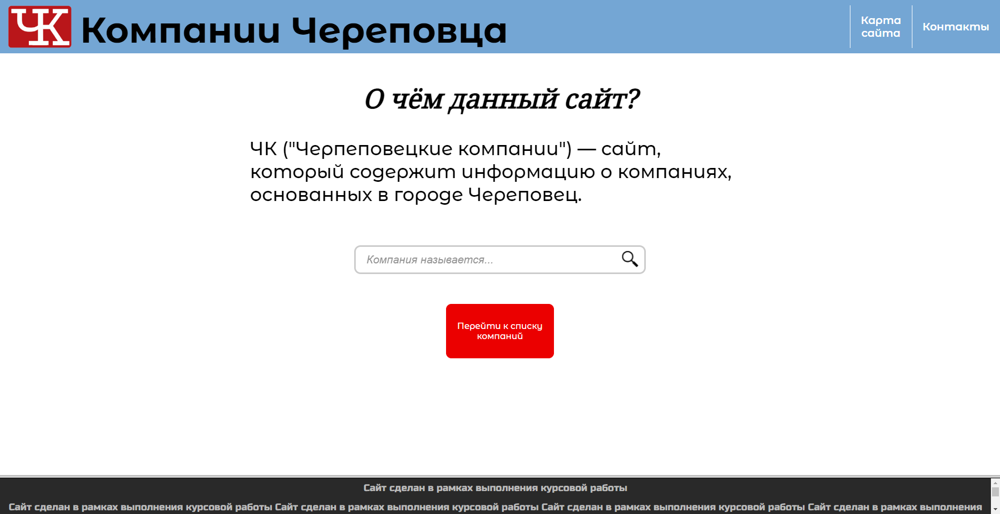 ЧК Компании Череповца
Карта
сайта
Контакты
О чём данный сайт?
ЧК ("Черпеповецкие компании") — сайт,
который содержит информацию о компаниях,
основанных в городе Череповец.
Компания называется...
Перейти к списку
компаний
Сайт сделан в рамках выполнения курсовой работы
Сайт сделан в рамках выполнения курсовой работы Сайт сделан в рамках выполнения курсовой работы Сайт сделан в рамках выполнения курсовой работы Сайт сделан в рамках выполнения